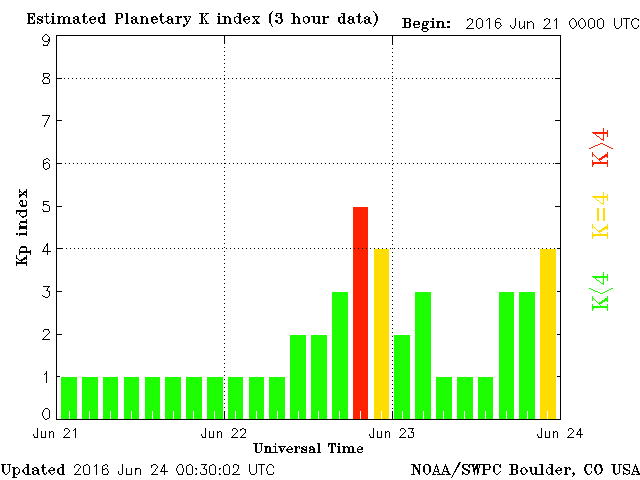 Estimated Planetary K index (3 hour data)
Begin: 2016 Jun 21 0000 UTC
9
8
7
6
5
4
3
2
1
0
Kp index
K>4
K=4
K<4
Jun 21 Jun 22 Jun 23 Jun 24
Universal Time
Updated 2016 Jun 24 00:30:02 UTC
NOAA/SWPC Boulder, CO USA